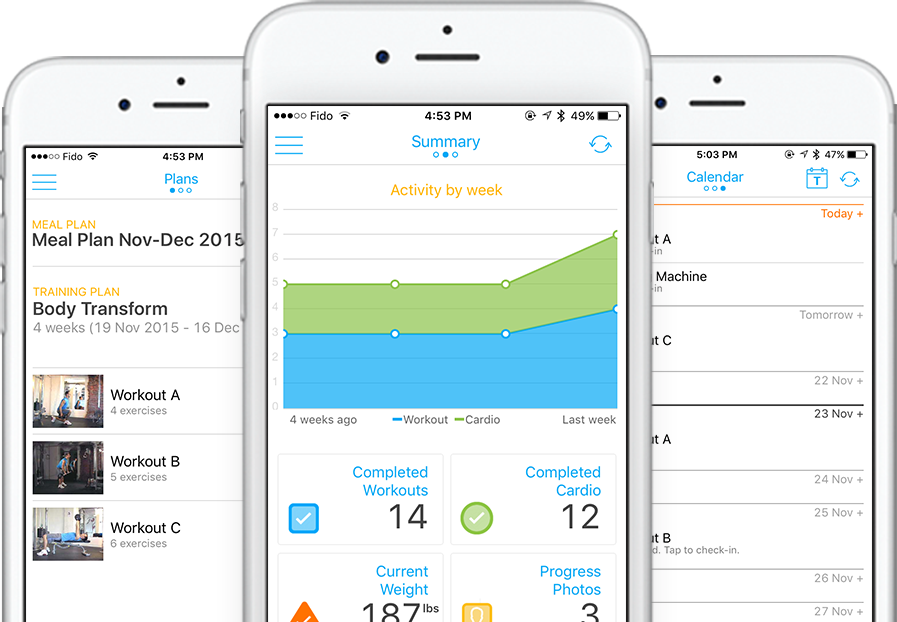 Fido
4:53 PM
Plans
MEAL PLAN
Meal Plan Nov-Dec 2015
TRAINING PLAN
Body Transform
4 weeks (19 Nov 2015 - 16 Dec
Workout A
4 exercises
Workout B
5 exercises
Workout C
6 exercises
Fido
4:53 PM
49%
Summary
Activity by week
8
7
6
5
4
3
2
1
0
4 weeks ago
Workout
Cardio
Last week
Completed
Workouts
14
Completed
Cardio
12
Current
Weight
187 lbs
Progress
Photos
3
5:03 PM
47%
Calendar
T
Today +
ut A
-in
Machine
-in
Tomorrow +
ut C
22 Nov +
23 Nov +
ut A
24 Nov +
25 Nov +
ut B
d. Tap to check-in.
26 Nov +
27 Nov +